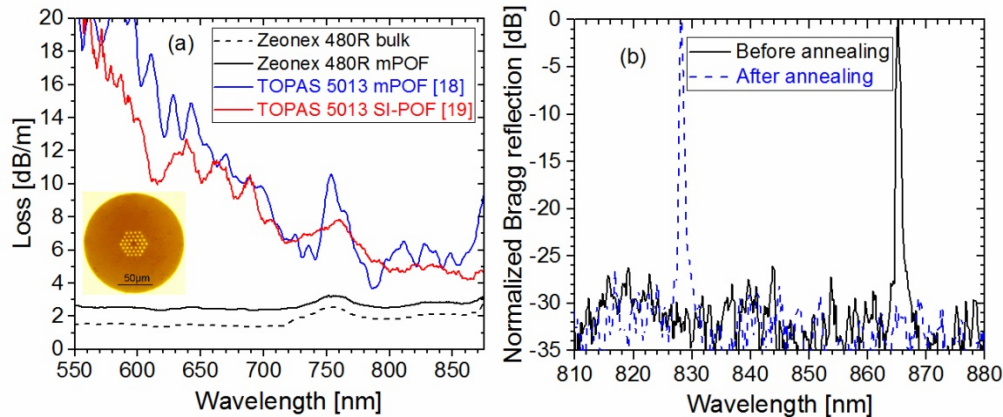 (a)
Zeonex 480R bulk
Zeonex 480R mPOF
TOPAS 5013 mPOF [18]
TOPAS 5013 SI-POF [19]
50µm
Loss [dB/m]
20
18
16
14
12
10
8
6
4
2
0
550
600
650
700
750
800
850
Wavelength [nm]
(b)
Before annealing
After annealing
Normalized Bragg reflection [dB]
0
-5
-10
-15
-20
-25
-30
-35
810
820
830
840
850
860
870
880
Wavelength [nm]